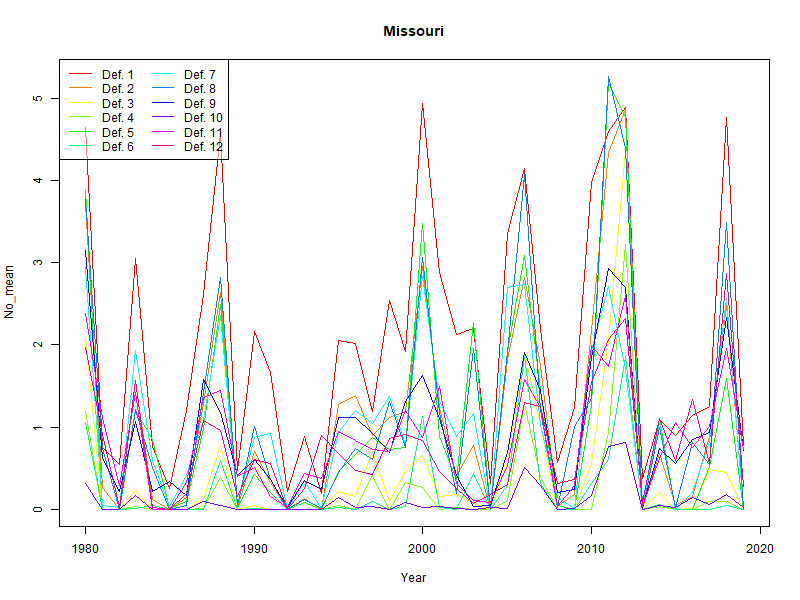 Missouri
Def. 1 Def. 7
Def. 2 Def. 8
Def. 3 Def. 9
Def. 4 Def. 10
Def. 5 Def. 11
Def. 6 Def. 12
5
4
3
2
1
0
No_mean
1980 1990 2000 2010 2020
Year